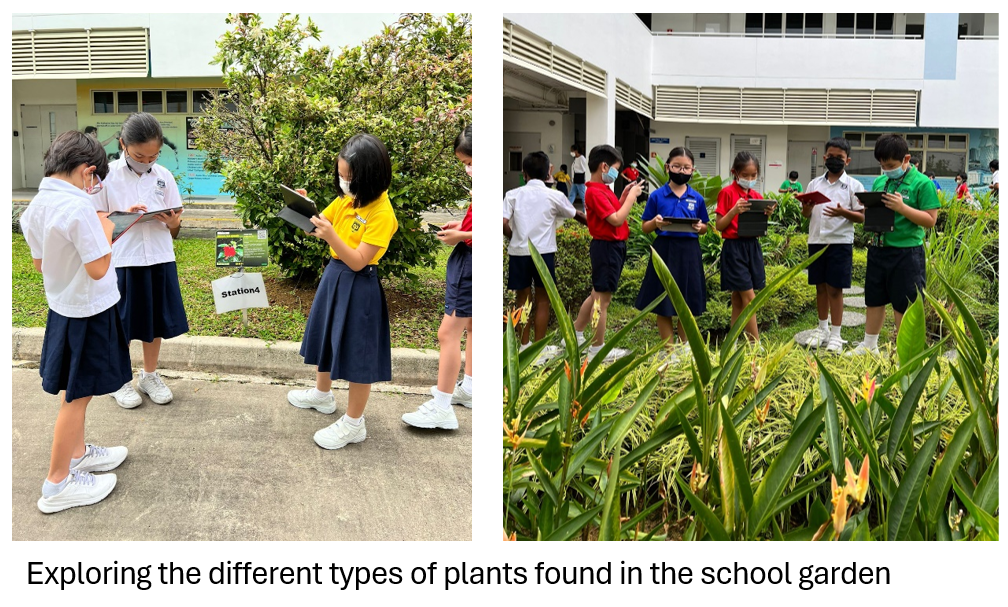 Station4
Exploring the different types of plants found in the school garden